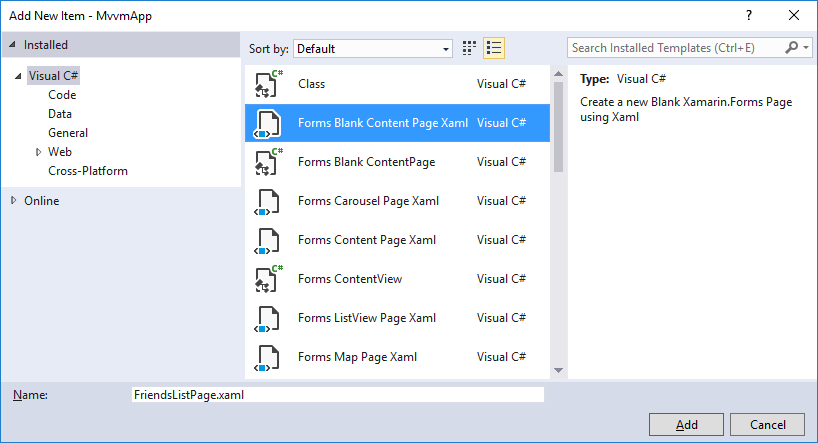 Add New Item - MvvmApp
?
Installed
Sort by: Default
Search Installed Templates (Ctrl+E)
Visual C#
Code
Data
General
Web
Cross-Platform
Online
C# Class Visual C#
Forms Blank Content Page Xaml Visual C#
C# Forms Blank ContentPage Visual C#
Forms Carousel Page Xaml Visual C#
Forms Content Page Xaml Visual C#
C# Forms ContentView Visual C#
Forms ListView Page Xaml Visual C#
Forms Map Page Xaml Visual C#
Type: Visual C#
Create a new Blank Xamarin.Forms Page
using Xaml
Name: FriendsListPage.xaml
Add Cancel